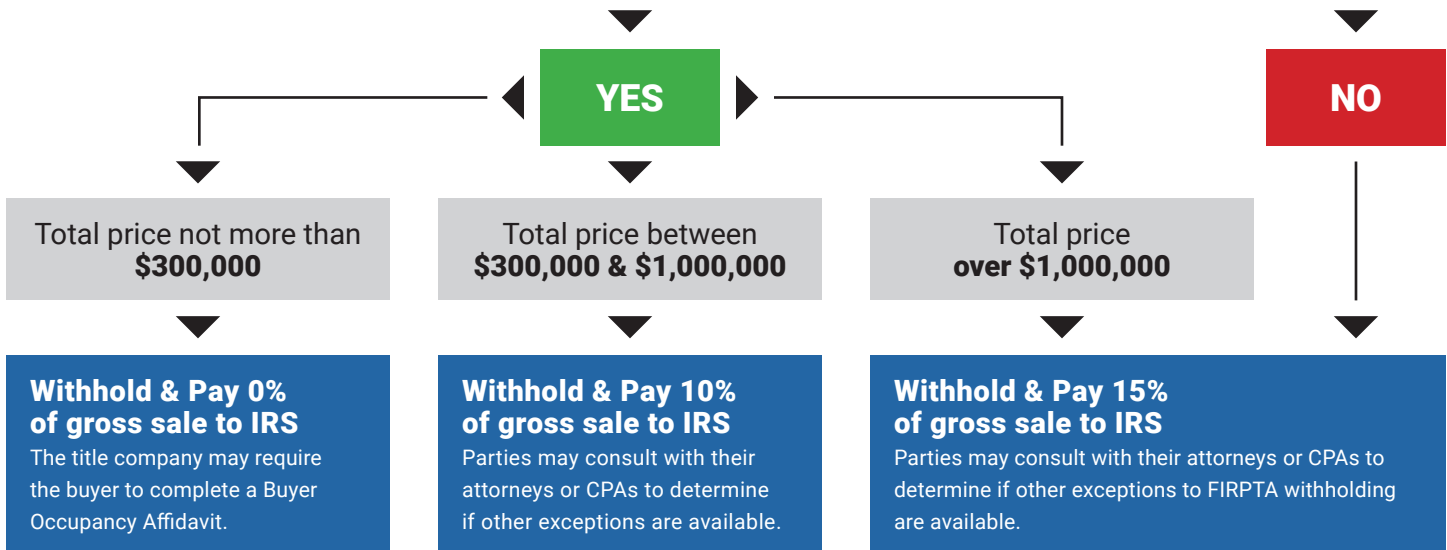 YES
NO
Total price not more than
$300,000
Total price between
$300,000 & $1,000,000
Total price
over $1,000,000
Withhold & Pay 0%
of gross sale to IRS
The title company may require
the buyer to complete a Buyer
Occupancy Affidavit.
Withhold & Pay 10%
of gross sale to IRS
Parties may consult with their
attorneys or CPAs to determine
if other exceptions are available.
Withhold & Pay 15%
of gross sale to IRS
Parties may consult with their attorneys or CPAs to
determine if other exceptions to FIRPTA withholding
are available.